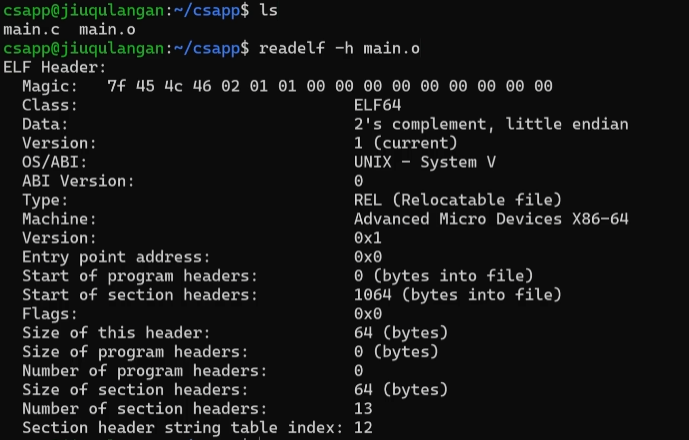 csapp@jiuqulangan:~/csapp$ ls
main.c  main.o
csapp@jiuqulangan:~/csapp$ readelf -h main.o
ELF Header:
  Magic:   7f 45 4c 46 02 01 01 00 00 00 00 00 00 00 00 00
  Class:                             ELF64
  Data:                              2's complement, little endian
  Version:                           1 (current)
  OS/ABI:                            UNIX - System V
  ABI Version:                       0
  Type:                              REL (Relocatable file)
  Machine:                           Advanced Micro Devices X86-64
  Version:                           0x1
  Entry point address:               0x0
  Start of program headers:          0 (bytes into file)
  Start of section headers:          1064 (bytes into file)
  Flags:                             0x0
  Size of this header:               64 (bytes)
  Size of program headers:           0 (bytes)
  Number of program headers:         0
  Size of section headers:           64 (bytes)
  Number of section headers:         13
  Section header string table index: 12